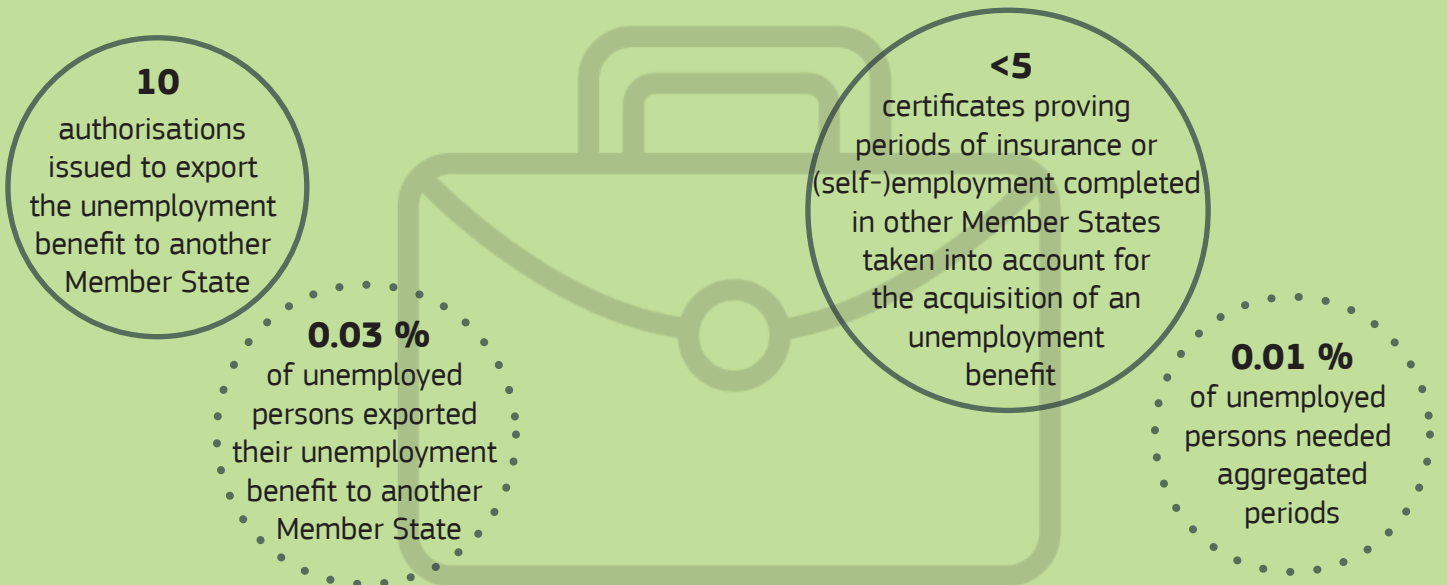 10
authorisations
issued to export
the unemployment
benefit to another
Member State
0.03 %
of unemployed
persons exported
their unemployment
benefit to another
Member State
<5
certificates proving
periods of insurance or
(self-)employment completed
in other Member States
taken into account for
the acquisition of an
unemployment
benefit
0.01 %
of unemployed
persons needed
aggregated
periods